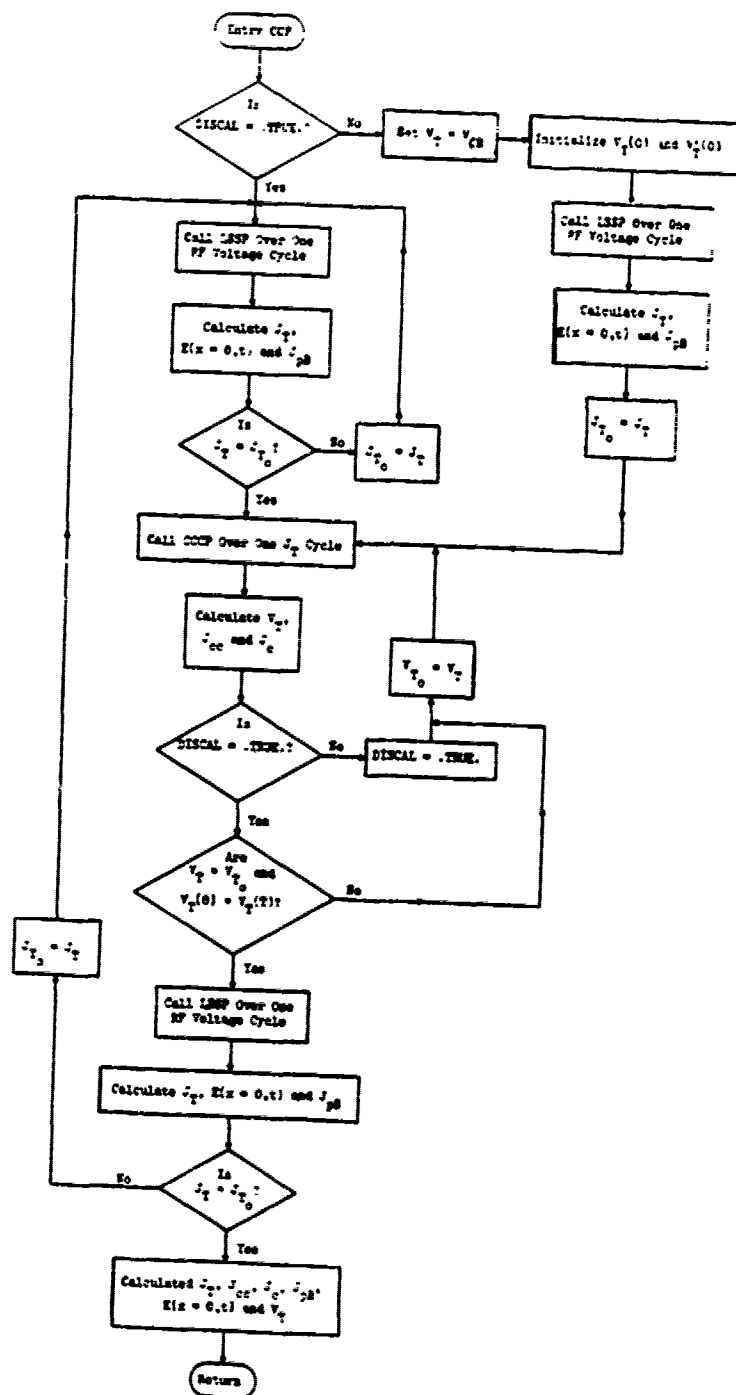 Entry CCP
Is
DISCAL = .TRUE.?
No
Set V_T = V_CB
Initialize V_T(0) and V_T'(0)
Yes
Call LSSP Over One
RF Voltage Cycle
Call LSSP Over One
RF Voltage Cycle
Calculate J_T,
E(x = 0,t) and J_pB
Calculate J_T,
E(x = 0,t) and J_pB
Is
J_T = J_To?
No
J_To = J_T
J_To = J_T
Yes
Call CCCP Over One J_T Cycle
Calculate V_T,
J_cc and J_c
V_To = V_T
Is
DISCAL = .TRUE.?
No
DISCAL = .TRUE.
Yes
Are
V_T = V_To and
V_T(0) = V_T(T)?
No
J_To = J_T
Yes
Call LSSP Over One
RF Voltage Cycle
Calculate J_T, E(x = 0,t) and J_pB
No
Is
J_T = J_To?
Yes
Calculated J_T, J_cc, J_c, J_pB,
E(x = 0,t) and V_T
Return